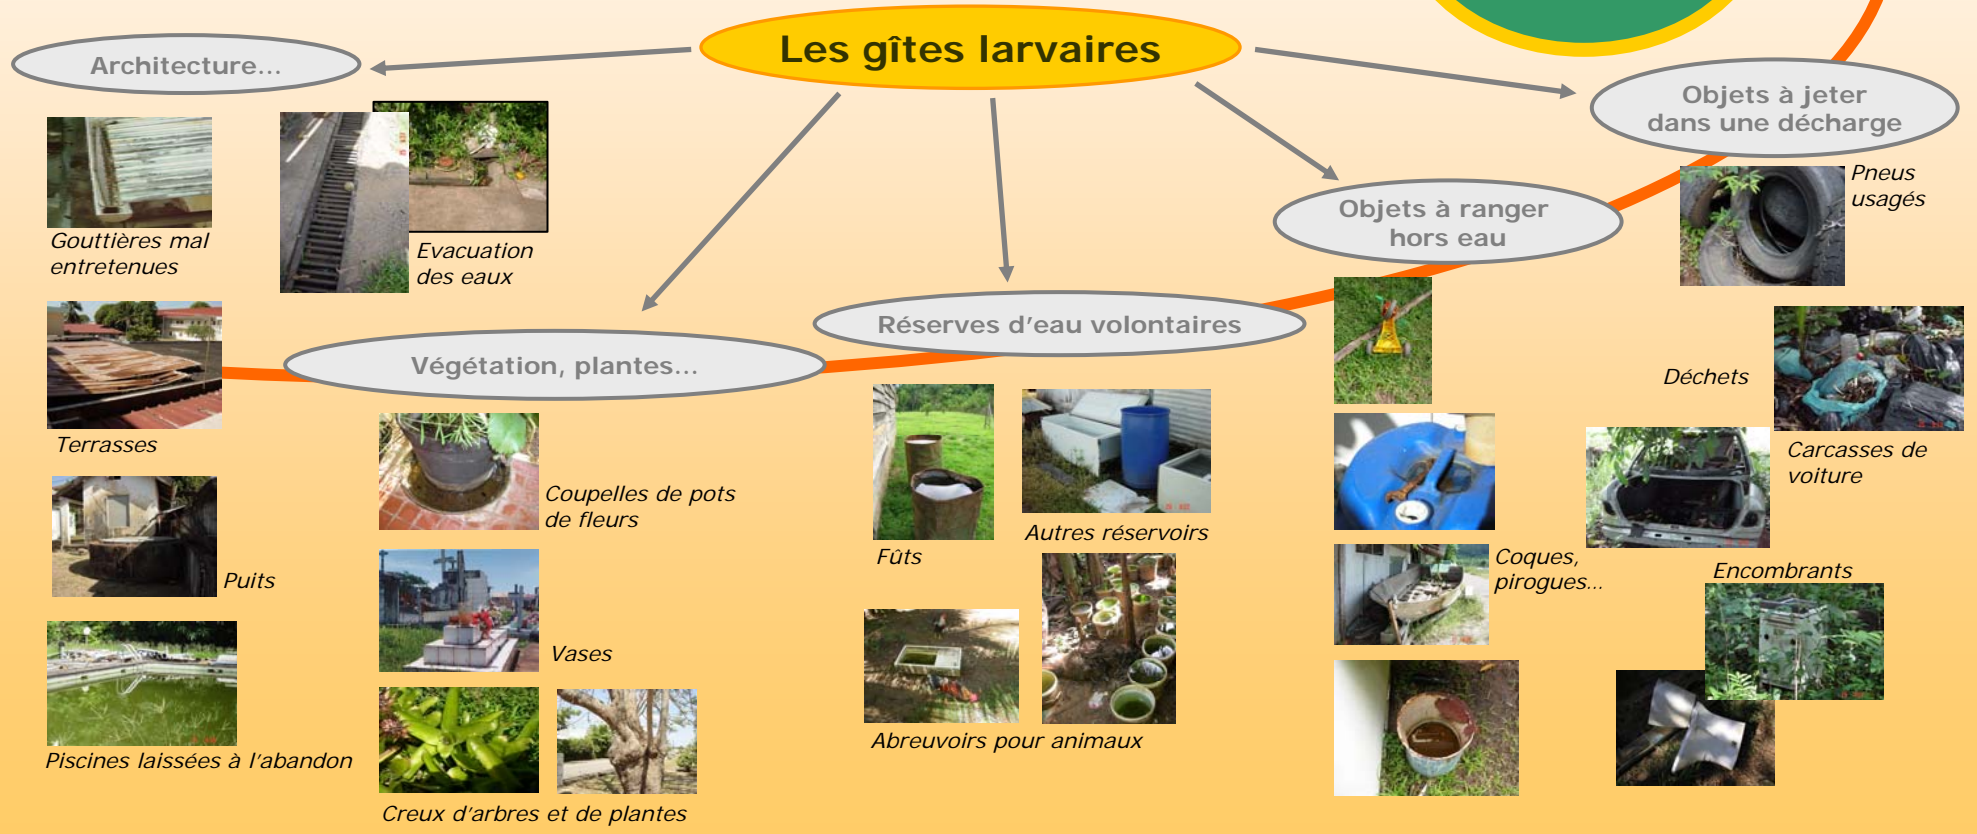 Les gîtes larvaires
Architecture...
Gouttières mal
entretenues
Evacuation
des eaux
Terrasses
Puits
Piscines laissées à l'abandon
Végétation, plantes...
Coupelles de pots
de fleurs
Vases
Creux d'arbres et de plantes
Réserves d'eau volontaires
Fûts
Autres réservoirs
Abreuvoirs pour animaux
Objets à ranger
hors eau
Coques,
pirogues...
Objets à jeter
dans une décharge
Pneus
usagés
Déchets
Carcasses de
voiture
Encombrants